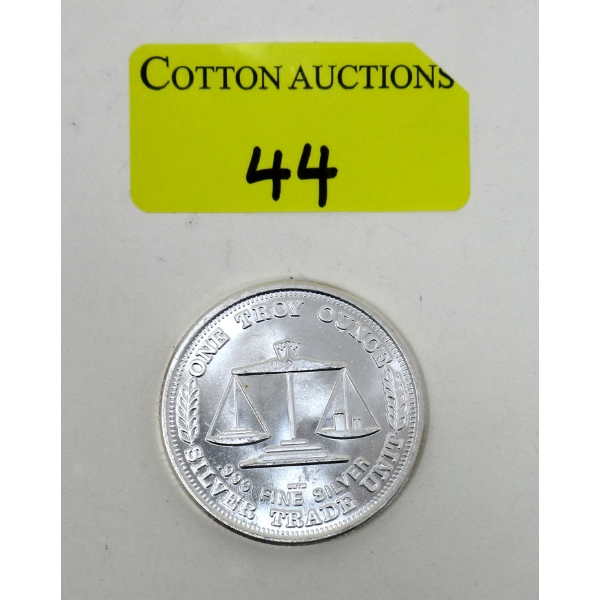 COTTON AUCTIONS
44
ONE TROY OUNCE
.999 FINE SILVER
SILVER TRADE UNIT